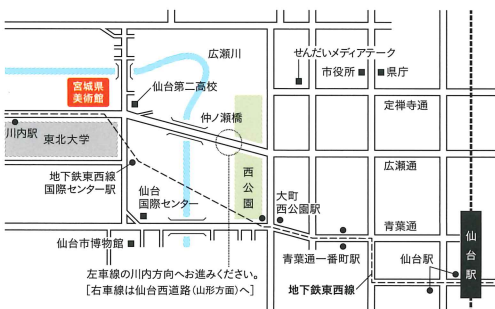 広瀬川
せんだいメディアテーク
市役所
県庁
宮城県
美術館
仙台第二高校
定禅寺通
仲ノ瀬橋
川内駅
東北大学
広瀬通
地下鉄東西線
国際センター駅
西公園
仙台
国際センター
大町
西公園駅
青葉通
仙台市博物館
青葉通一番町駅
仙台駅
仙台駅
左車線の川内方向へお進みください。
[右車線は仙台西道路(山形方面)へ]
地下鉄東西線